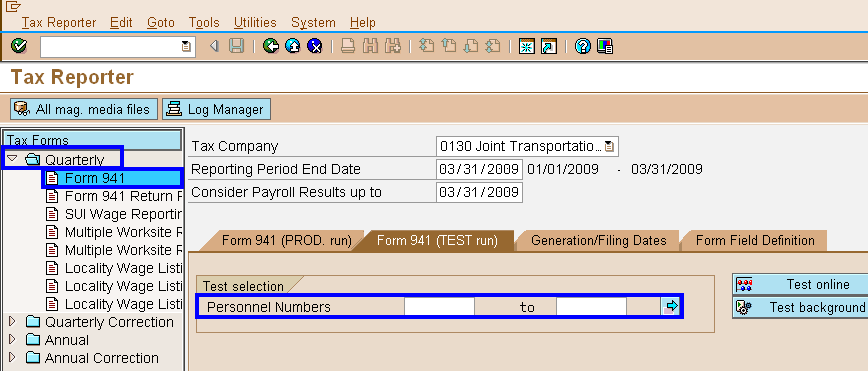 Tax Reporter Edit Goto Tools Utilities System Help
Tax Reporter
All mag. media files Log Manager
Tax Forms
Quarterly
Form 941
Form 941 Return F
SUI Wage Reportin
Multiple Worksite R
Multiple Worksite R
Locality Wage Listi
Locality Wage Listi
Locality Wage Listi
Quarterly Correction
Annual
Annual Correction
Tax Company 0130 Joint Transportatio…
Reporting Period End Date 03/31/2009 01/01/2009 - 03/31/2009
Consider Payroll Results up to 03/31/2009
Form 941 (PROD. run) Form 941 (TEST run) Generation/Filing Dates Form Field Definition
Test selection
Personnel Numbers to
Test online
Test background